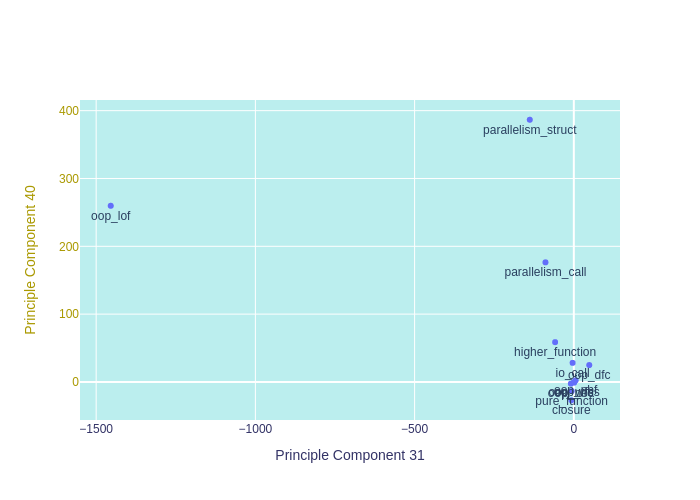 400
parallelism_struct
300
oop_lof
200
parallelism_call
100
higher_function
io_call
oop_dfc
0
pure_function
closure
−1500
−1000
−500
0
Principle Component 31
Principle Component 40